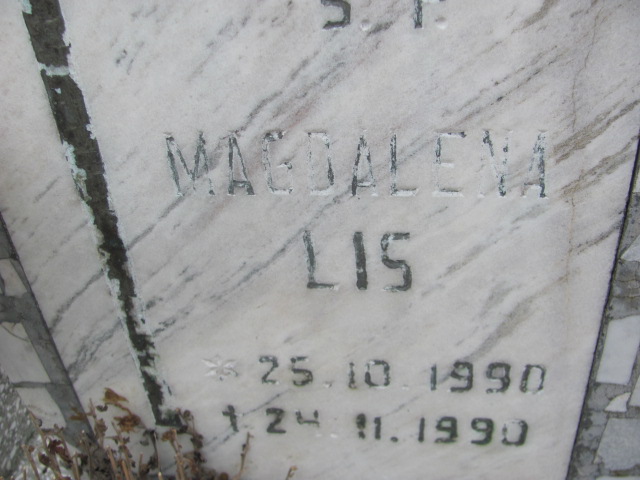 Ś. P.
MAGDALENA
LIS
* 25. 10. 1990
† 24. 11. 1990